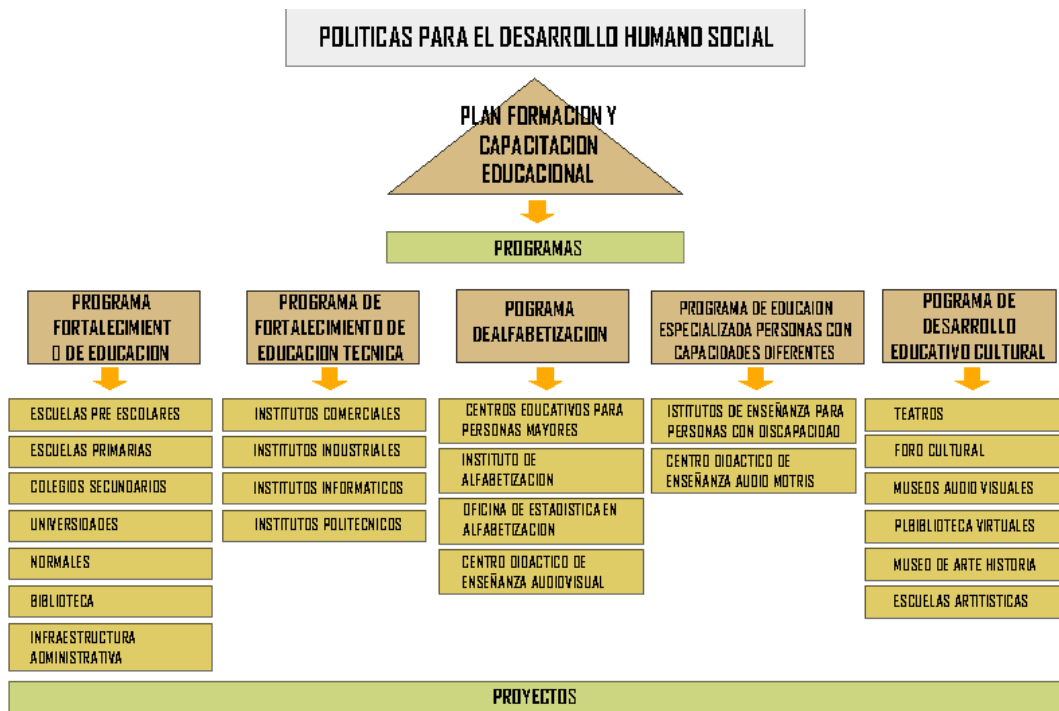 POLITICAS PARA EL DESARROLLO HUMANO SOCIAL
PLAN FORMACION Y
CAPACITACION
EDUCACIONAL
PROGRAMAS
PROGRAMA
FORTALECIMIENT
O DE EDUCACION
ESCUELAS PRE ESCOLARES
ESCUELAS PRIMARIAS
COLEGIOS SECUNDARIOS
UNIVERSIDADES
NORMALES
BIBLIOTECA
INFRAESTRUCTURA
ADMINISTRATIVA
PROGRAMA DE
FORTALECIMIENTO DE
EDUCACION TECNICA
INSTITUTOS COMERCIALES
INSTITUTOS INDUSTRIALES
INSTITUTOS INFORMATICOS
INSTITUTOS POLITECNICOS
POGRAMA
DEALFABETIZACION
CENTROS EDUCATIVOS PARA
PERSONAS MAYORES
INSTITUTO DE
ALFABETIZACION
OFICINA DE ESTADISTICA EN
ALFABETIZACION
CENTRO DIDACTICO DE
ENSEÑANZA AUDIOVISUAL
PROGRAMA DE EDUCAION
ESPECIALIZADA PERSONAS CON
CAPACIDADES DIFERENTES
ISTITUTOS DE ENSEÑANZA PARA
PERSONAS CON DISCAPACIDAD
CENTRO DIDACTICO DE
ENSEÑANZA AUDIO MOTRIS
POGRAMA DE
DESARROLLO
EDUCATIVO CULTURAL
TEATROS
FORO CULTURAL
MUSEOS AUDIO VISUALES
PLBIBLIOTECA VIRTUALES
MUSEO DE ARTE HISTORIA
ESCUELAS ARTITISTICAS
PROYECTOS